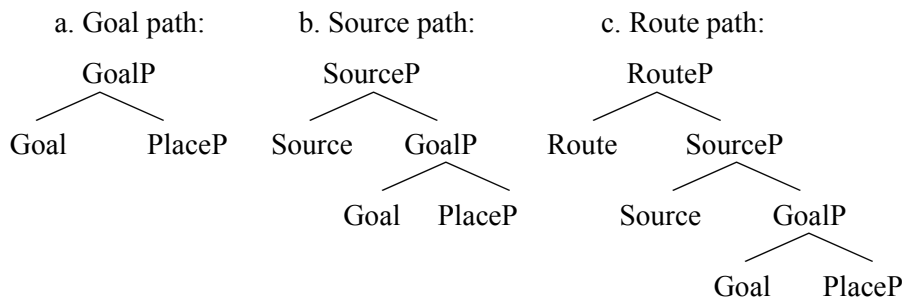 a. Goal path: b. Source path: c. Route path:
GoalP SourceP RouteP
Goal PlaceP Source GoalP Route SourceP
Goal PlaceP Source GoalP
Goal PlaceP